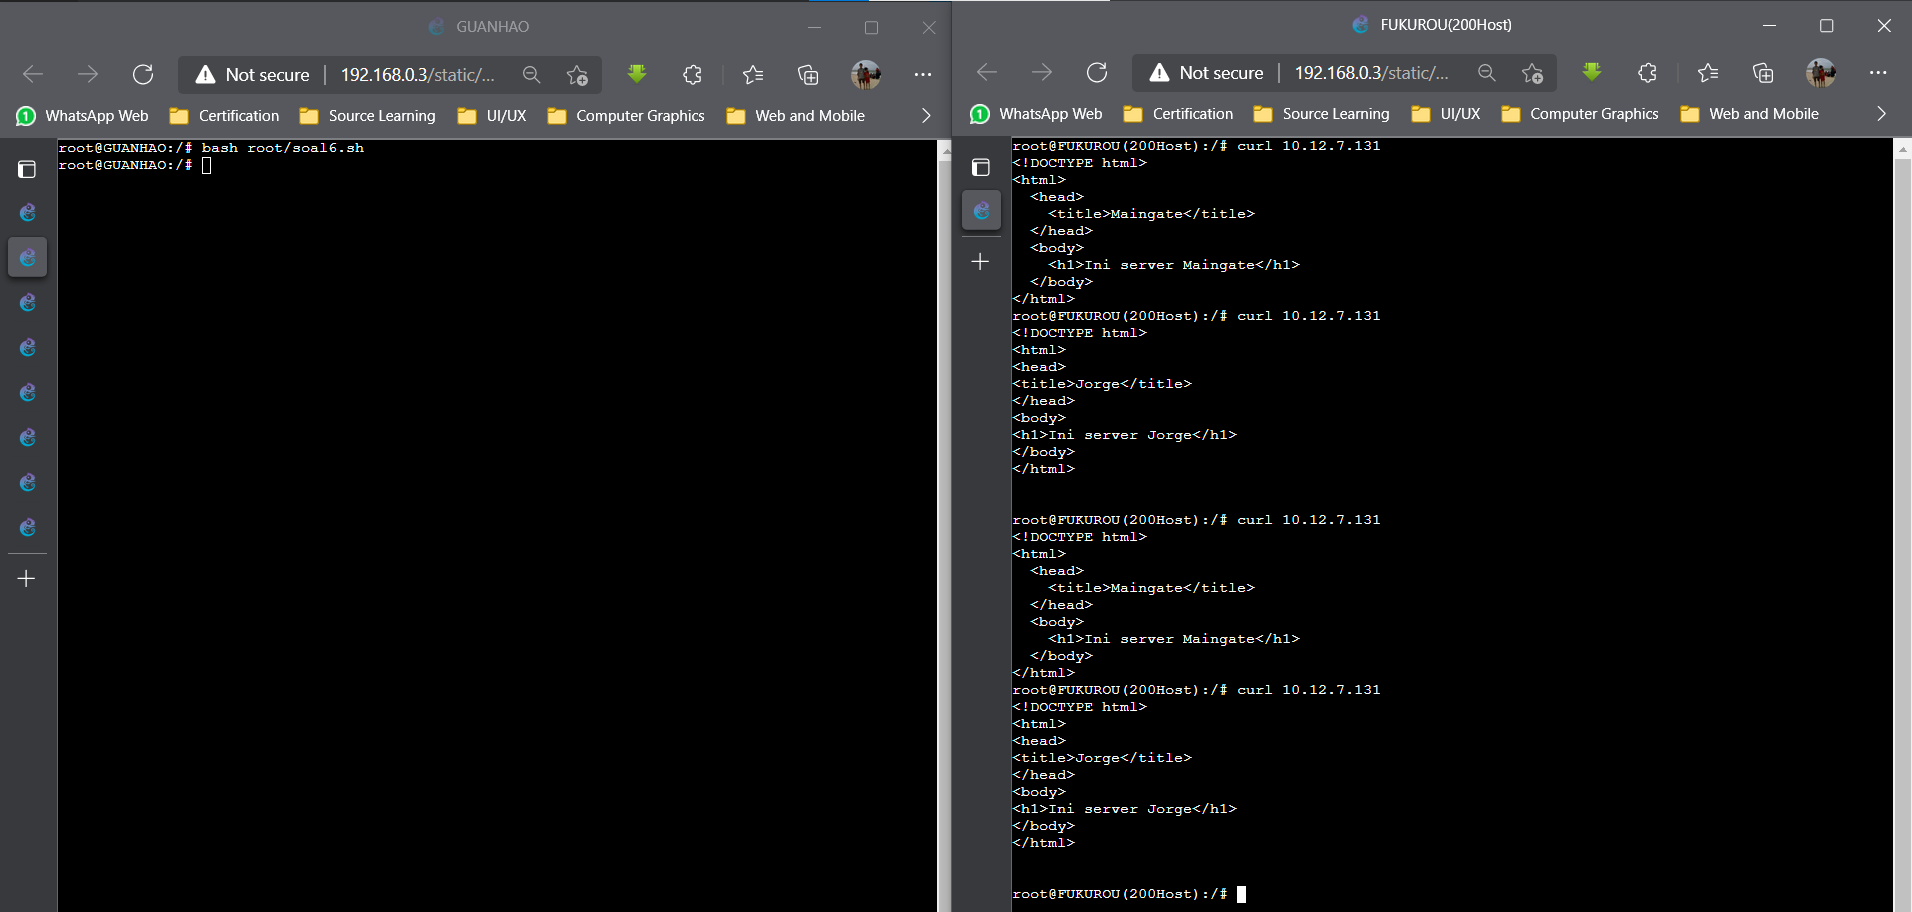 GUANHAO
Not secure | 192.168.0.3/static/...
WhatsApp Web Certification Source Learning UI/UX Computer Graphics Web and Mobile
root@GUANHAO:/# bash root/soal6.sh
root@GUANHAO:/#
FUKUROU(200Host)
Not secure | 192.168.0.3/static/...
WhatsApp Web Certification Source Learning UI/UX Computer Graphics Web and Mobile
root@FUKUROU(200Host):/# curl 10.12.7.131
<!DOCTYPE html>
<html>
  <head>
    <title>Maingate</title>
  </head>
  <body>
    <h1>Ini server Maingate</h1>
  </body>
</html>
root@FUKUROU(200Host):/# curl 10.12.7.131
<!DOCTYPE html>
<html>
<head>
<title>Jorge</title>
</head>
<body>
<h1>Ini server Jorge</h1>
</body>
</html>
root@FUKUROU(200Host):/# curl 10.12.7.131
<!DOCTYPE html>
<html>
  <head>
    <title>Maingate</title>
  </head>
  <body>
    <h1>Ini server Maingate</h1>
  </body>
</html>
root@FUKUROU(200Host):/# curl 10.12.7.131
<!DOCTYPE html>
<html>
<head>
<title>Jorge</title>
</head>
<body>
<h1>Ini server Jorge</h1>
</body>
</html>
root@FUKUROU(200Host):/#